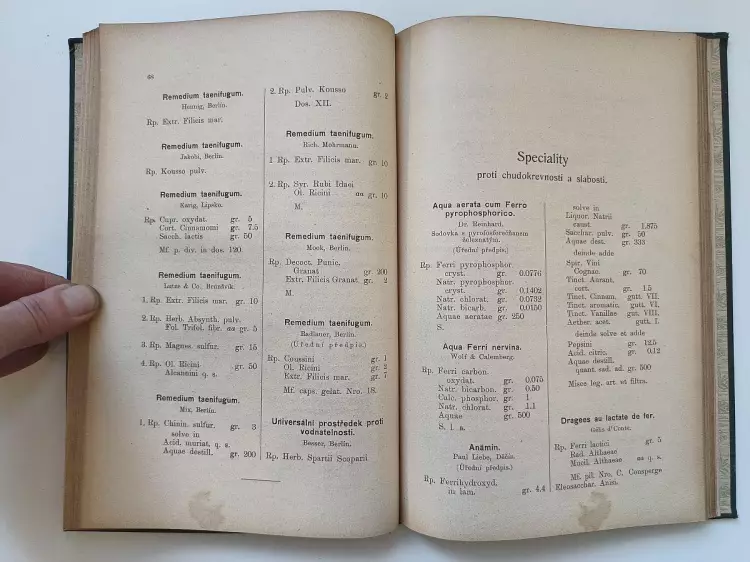 68
Remedium taenifugum.
Hennig, Berlin.
Rp. Extr. Filicis mar.
Remedium taenifugum.
Jakobi, Berlin.
Rp. Kousso pulv.
Remedium taenifugum.
Lipsko.
Rp. Cupr. oxydat. gr. 5
Cort. Cinnamomi gr. 7.5
Sacch. lactis gr. 50
Mf. p. div. in dos. 120.
Remedium taenifugum.
Lutze & Co. Brunšvik.
1. Rp. Extr. Filicis mar. gr. 10
2. Rp. Herb. Absynth. pulv.
Fol. Trifol. fibr. aa gr. 5
3. Rp. Magnes. sulfur. gr. 15
4. Rp. Ol. Ricini gr. 50
Alcannini q. s.
Remedium taenifugum.
Mix, Berlin.
1. Rp. Chinin. sulfur. gr. 3
solve in
Acid. muriat. q. s.
Aquae destill. gr. 200
2. Rp. Pulv. Kousso gr. 2
Dos. XII.
Remedium taenifugum.
Rich. Mohrmann.
1 Rp. Extr. Filicis mar. gr. 10
2. Rp. Syr. Rubi Idaei
Ol. Ricini aa gr. 10
M.
Remedium taenifugum.
Mook, Berlin.
Rp. Decoct. Punic.
Granat gr 200
Extr. Filicis Granat. gr. 2
M.
Remedium taenifugum.
Radlauer, Berlin.
(Úřední předpis.)
Rp. Coussini gr. 1
Ol. Ricini gr. 2
Extr. Filicis mar. gr. 7
Mf. caps. gelat. Nro. 18.
Universální prostředek proti
vodnatelnosti.
Besser, Berlin.
Rp. Herb. Spartii Scoparii
Speciality
proti chudokrevnosti a slabosti.
Aqua aerata cum Ferro
pyrophosphorico.
Dr. Reinhard.
Sodovka s pyrofosforečňanem
železnatým.
(Úřední předpis.)
Rp. Ferri pyrophosphor
cryst. gr. 0.0776
Natr. pyrophosphor.
cryst. gr. 0.1402
Natr. chlorat. gr. 0.0732
Natr. bicarb. gr. 0.0150
Aquae aeratae gr. 250
S.
Aqua Ferri nervina.
Wolf & Calemberg.
Rp. Ferri carbon.
oxydat. gr. 0.075
Natr. bicarbon. gr. 0.50
Calc. phosphor. gr. 1
Natr. chlorat. gr. 1.1
Aquae gr. 500
S. l. a.
Anámin.
Paul Liebe,
(Úřední předpis.)
Rp. Ferrihydroxyd.
in lam. gr. 4.4
solve in
Liquor. Natrii
caust. gr. 1.875
Sacchar. pulv. gr. 50
Aquae dest. gr. 333
deinde adde
Spir. Vini
Cognac. gr. 70
Tinct. Aurant.
cort. gr. 1.5
Tinct. Cinnam. gutt. VII.
Tinct. aromatic. gutt. VI.
Tinct. Vanillae gutt. VIII.
Aether. acet. gutt. I.
deinde solve et adde
Pepsini gr. 12.5
Acid. citric. gr. 0.12
Aquae destill.
quant. sad. ad gr. 500
Misce leg. art et filtra.
Dragees au lactate de fer.
Gélis d'Conte.
Rp. Ferri lactici gr. 5
Rad. Althaeae
Mucil. Althaeae aa q. s.
Mf. pil. Nro. C. Consperge
Eleosacchar. Anisi.